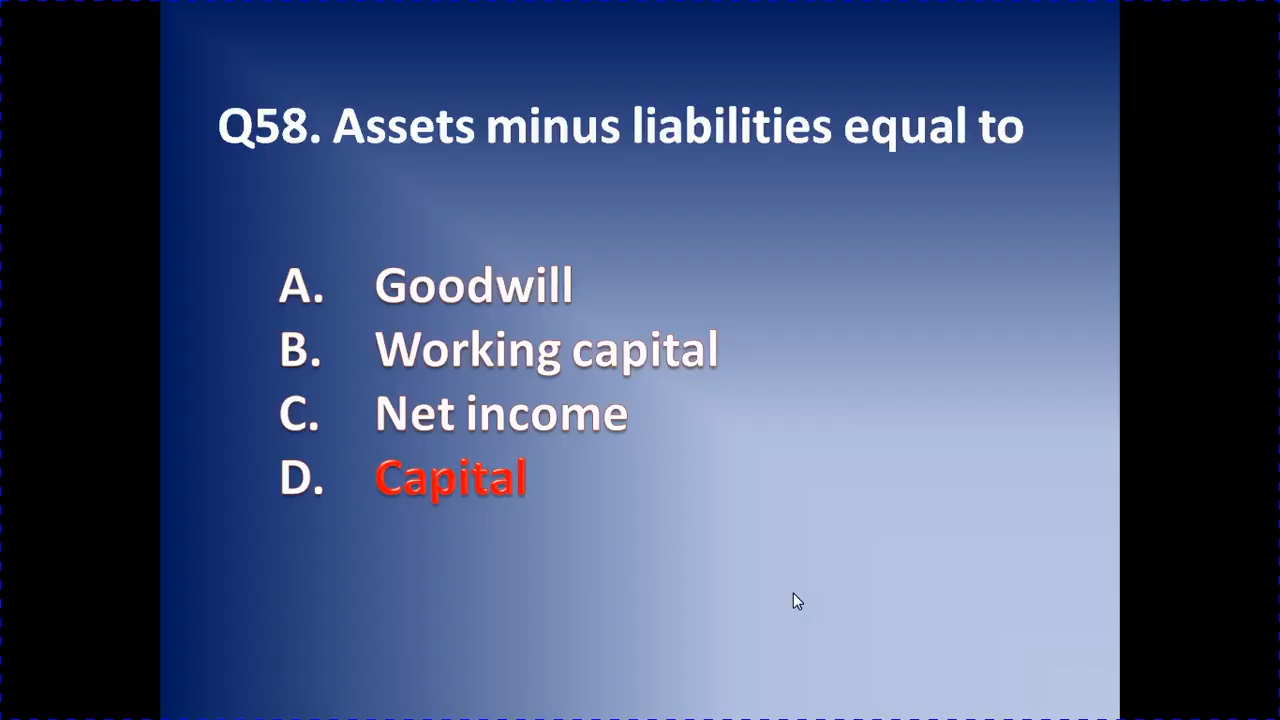 Q58. Assets minus liabilities equal to
A. Goodwill
B. Working capital
C. Net income
D. Capital